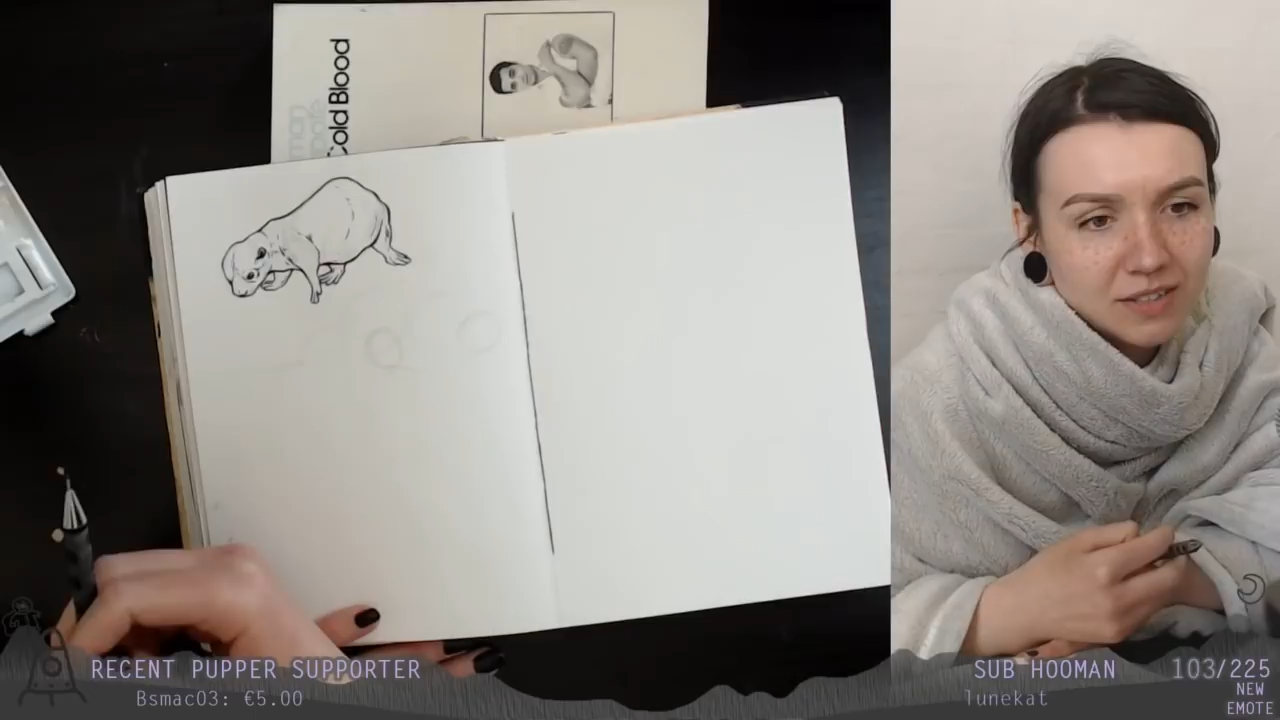 Cold Blood
RECENT PUPPER SUPPORTER
Bsmac03: €5.00
SUB HOOMAN
103/225
lunekat
NEW
EMOTE